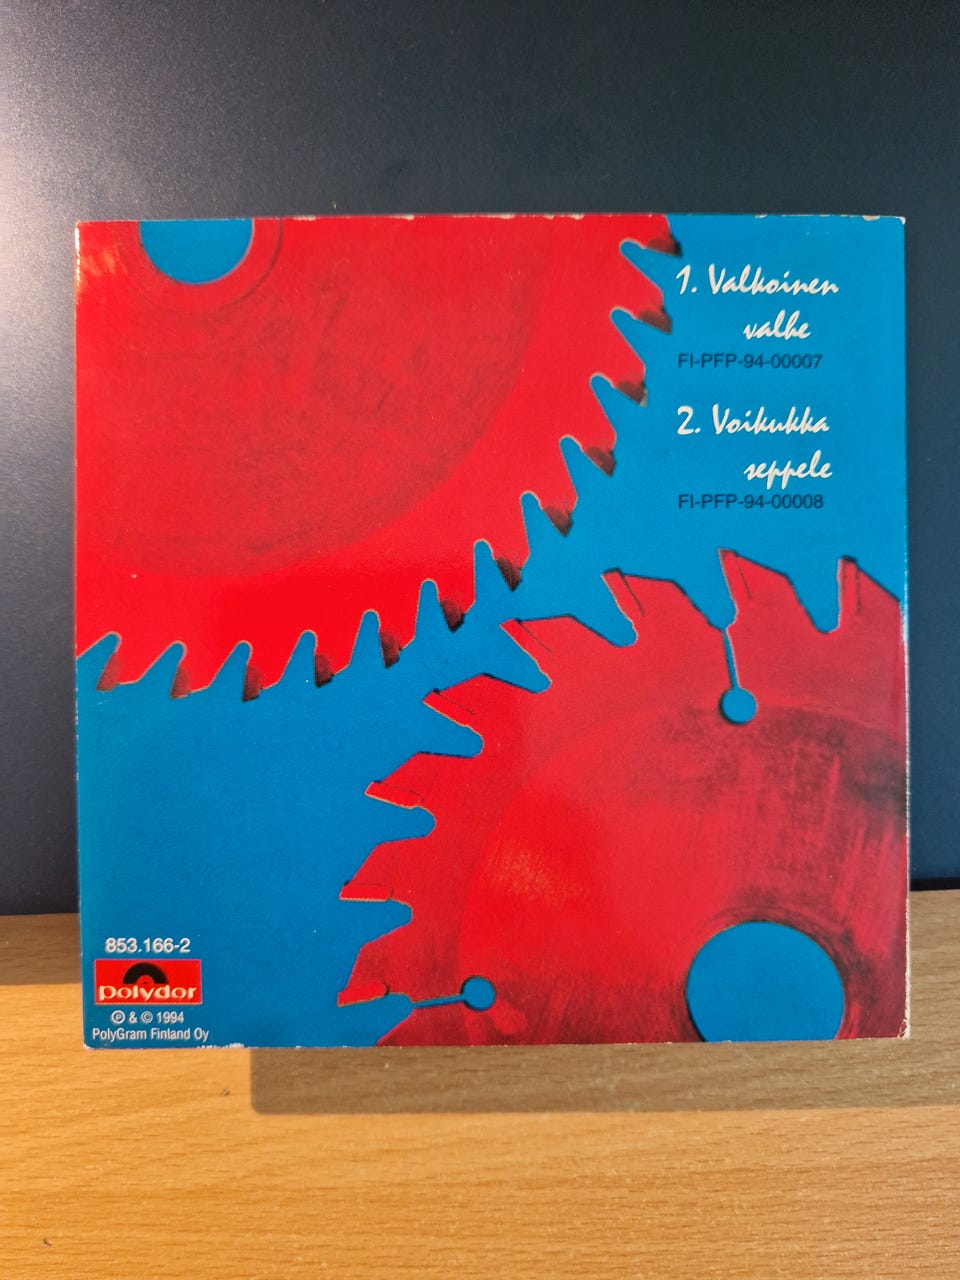 1. Valkoinen
valhe
FI-PFP-94-00007
2. Voikukka
seppele
FI-PFP-94-00008
853.166-2
polydor
℗ & © 1994
PolyGram Finland Oy